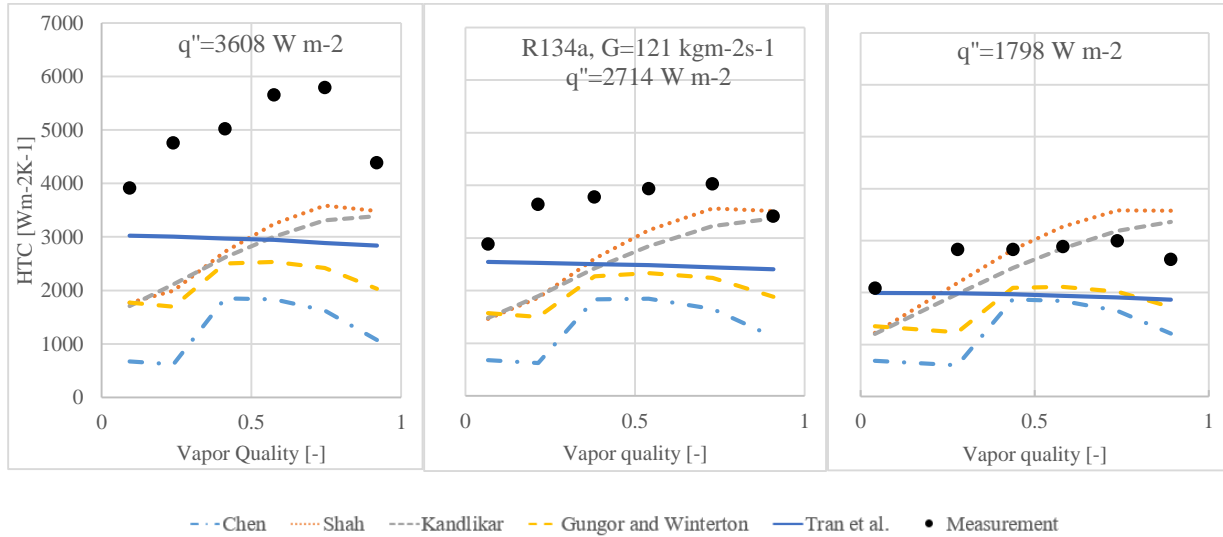 7000
6000
5000
4000
3000
2000
1000
0
HTC [Wm-2K-1]
q"=3608 W m-2
0
0.5
1
Vapor Quality [-]
R134a, G=121 kgm-2s-1
q"=2714 W m-2
0
0.5
1
Vapor quality [-]
q"=1798 W m-2
0
0.5
1
Vapor quality [-]
Chen Shah Kandlikar Gungor and Winterton Tran et al. Measurement